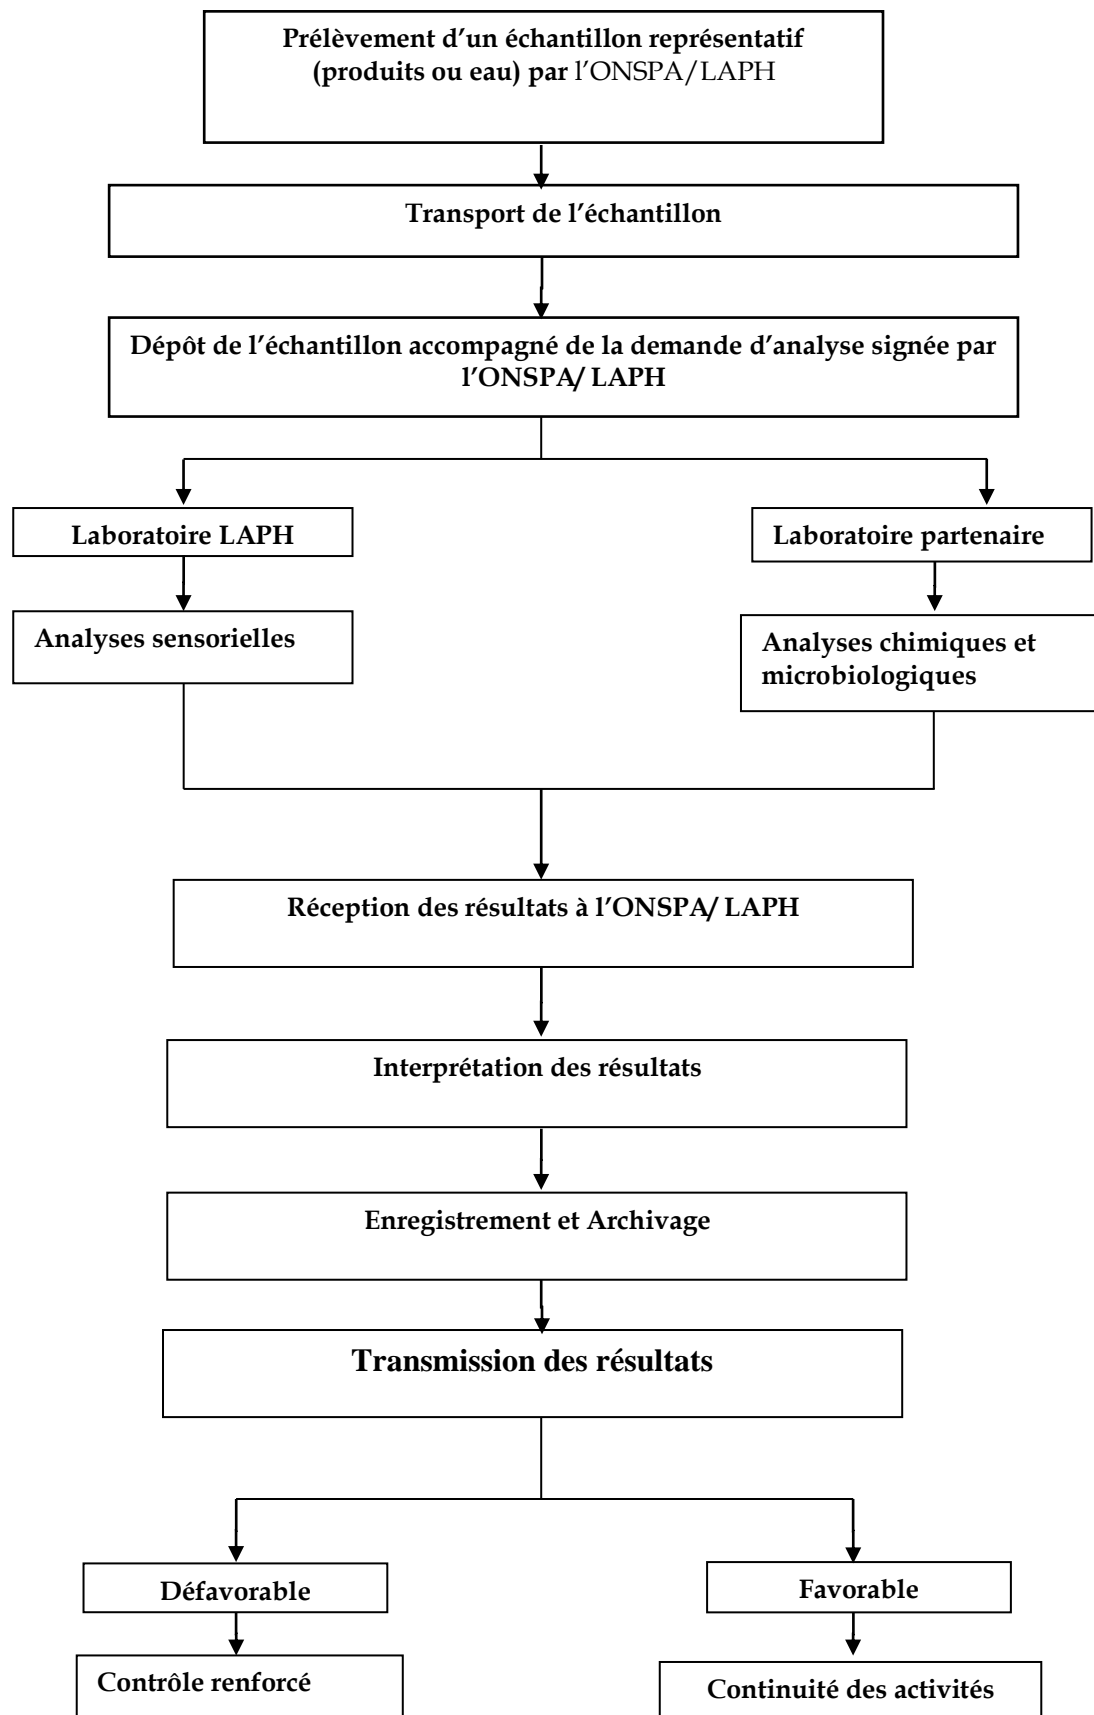 Prélèvement d’un échantillon représentatif
(produits ou eau) par l’ONSPA/LAPH
Transport de l’échantillon
Dépôt de l’échantillon accompagné de la demande d’analyse signée par
l’ONSPA/ LAPH
Laboratoire LAPH
Laboratoire partenaire
Analyses sensorielles
Analyses chimiques et
microbiologiques
Réception des résultats à l’ONSPA/ LAPH
Interprétation des résultats
Enregistrement et Archivage
Transmission des résultats
Défavorable
Favorable
Contrôle renforcé
Continuité des activités